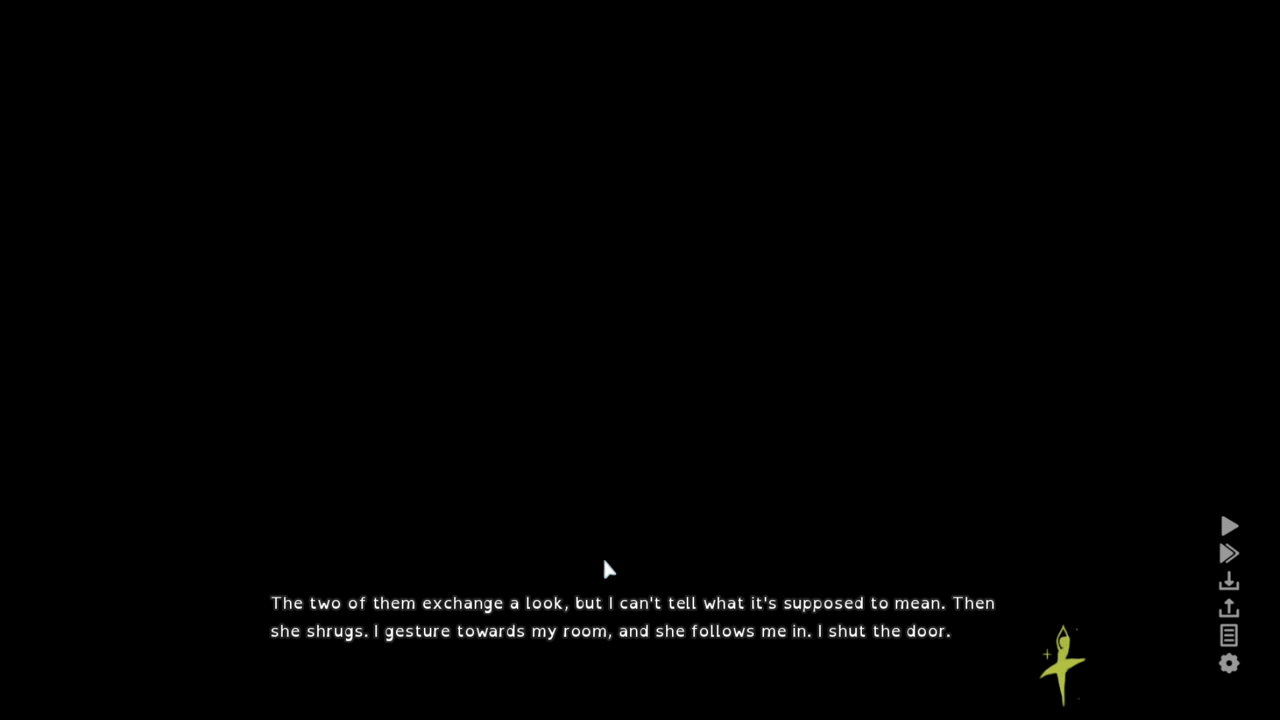 The two of them exchange a look, but I can't tell what it's supposed to mean. Then
she shrugs. I gesture towards my room, and she follows me in. I shut the door.